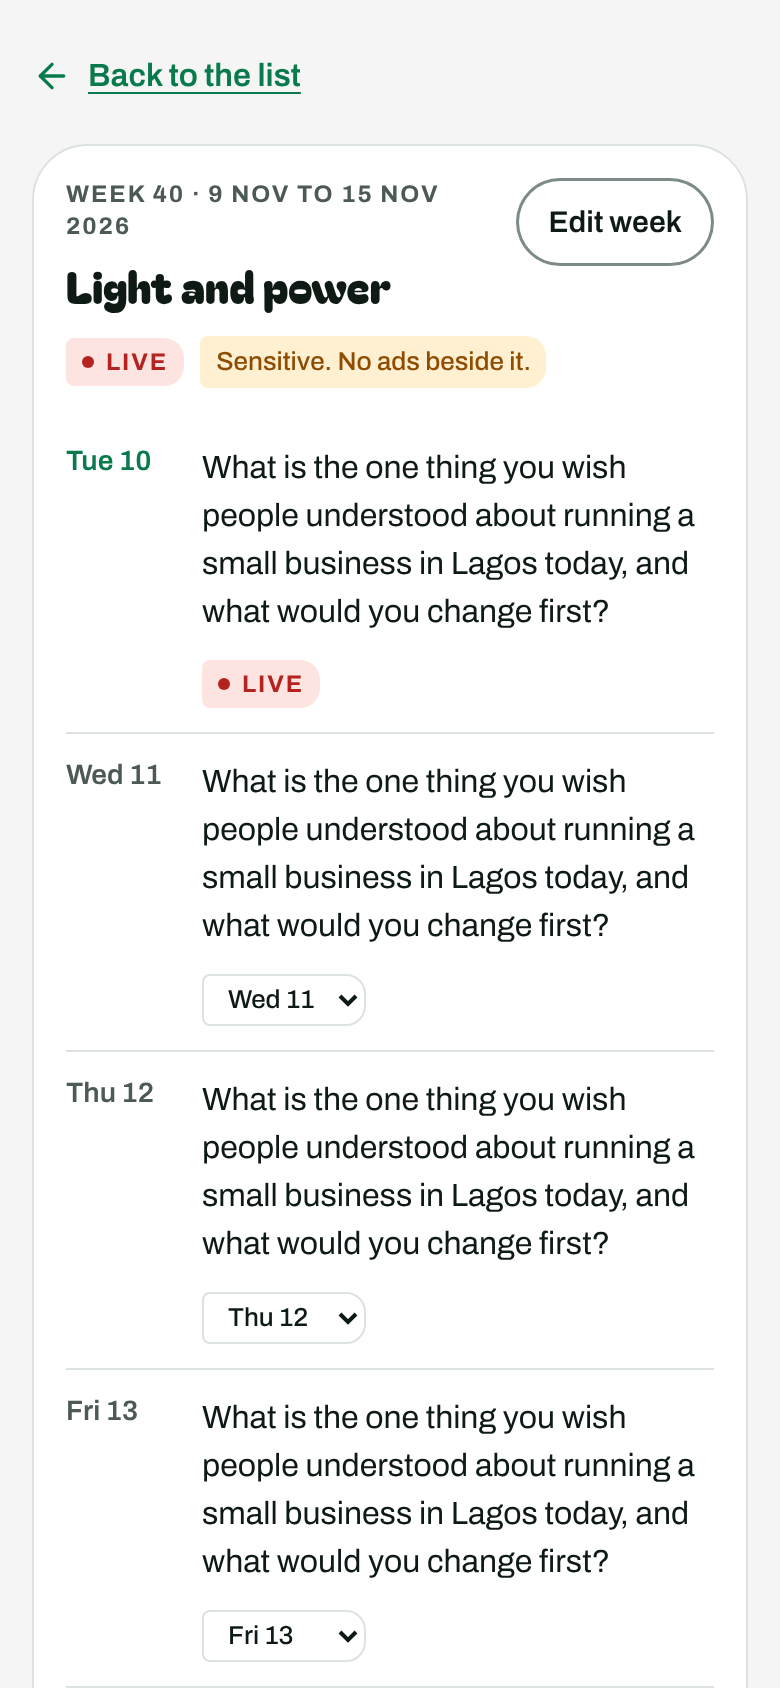 Back to the list
WEEK 40 · 9 NOV TO 15 NOV
2026
Edit week
Light and power
LIVE
Sensitive. No ads beside it.
Tue 10
What is the one thing you wish
people understood about running a
small business in Lagos today, and
what would you change first?
LIVE
Wed 11
What is the one thing you wish
people understood about running a
small business in Lagos today, and
what would you change first?
Wed 11
Thu 12
What is the one thing you wish
people understood about running a
small business in Lagos today, and
what would you change first?
Thu 12
Fri 13
What is the one thing you wish
people understood about running a
small business in Lagos today, and
what would you change first?
Fri 13